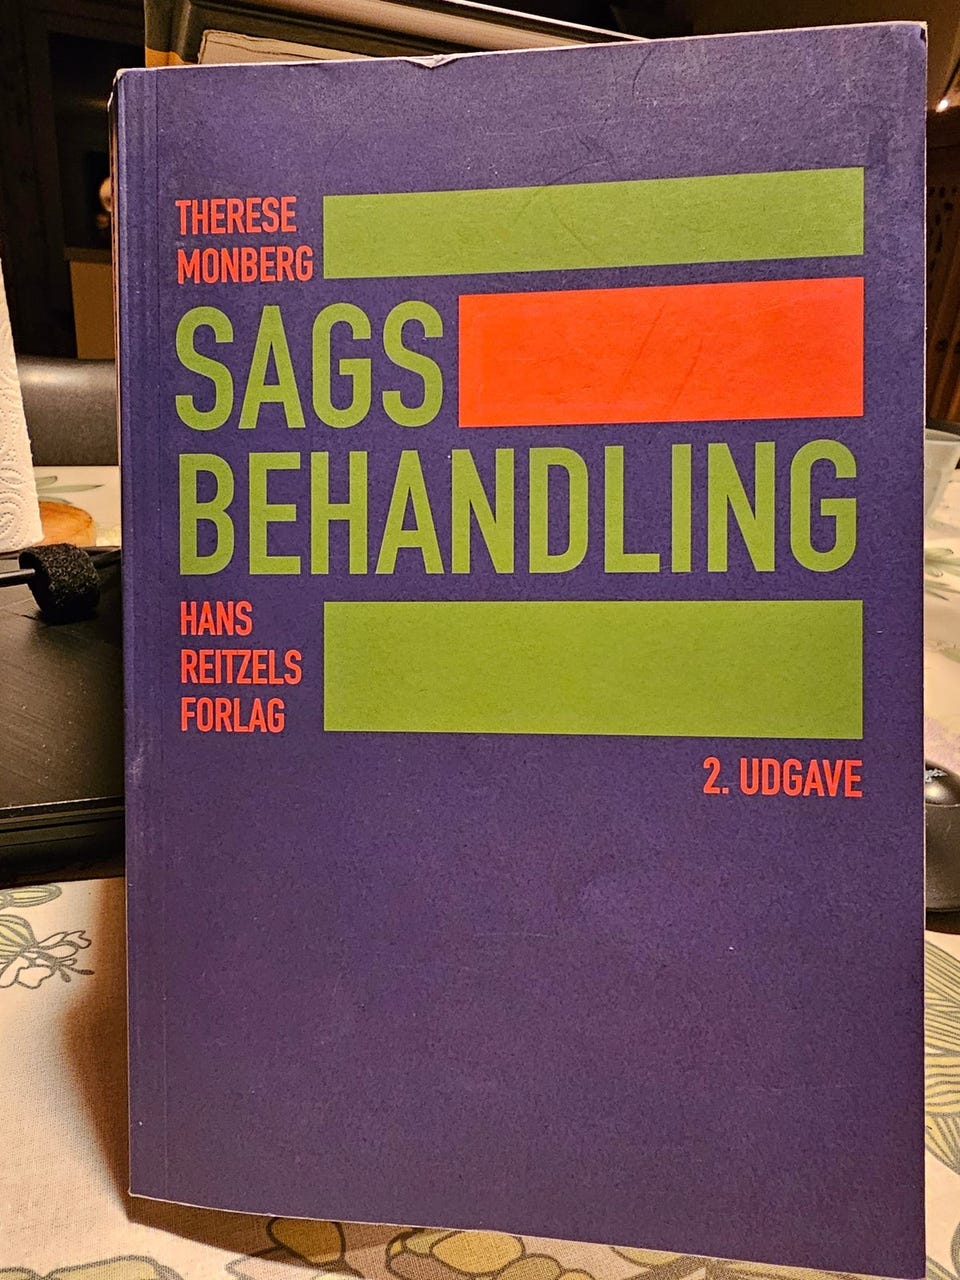 THERESE
MONBERG
SAGS
BEHANDLING
HANS
REITZELS
FORLAG
2. UDGAVE